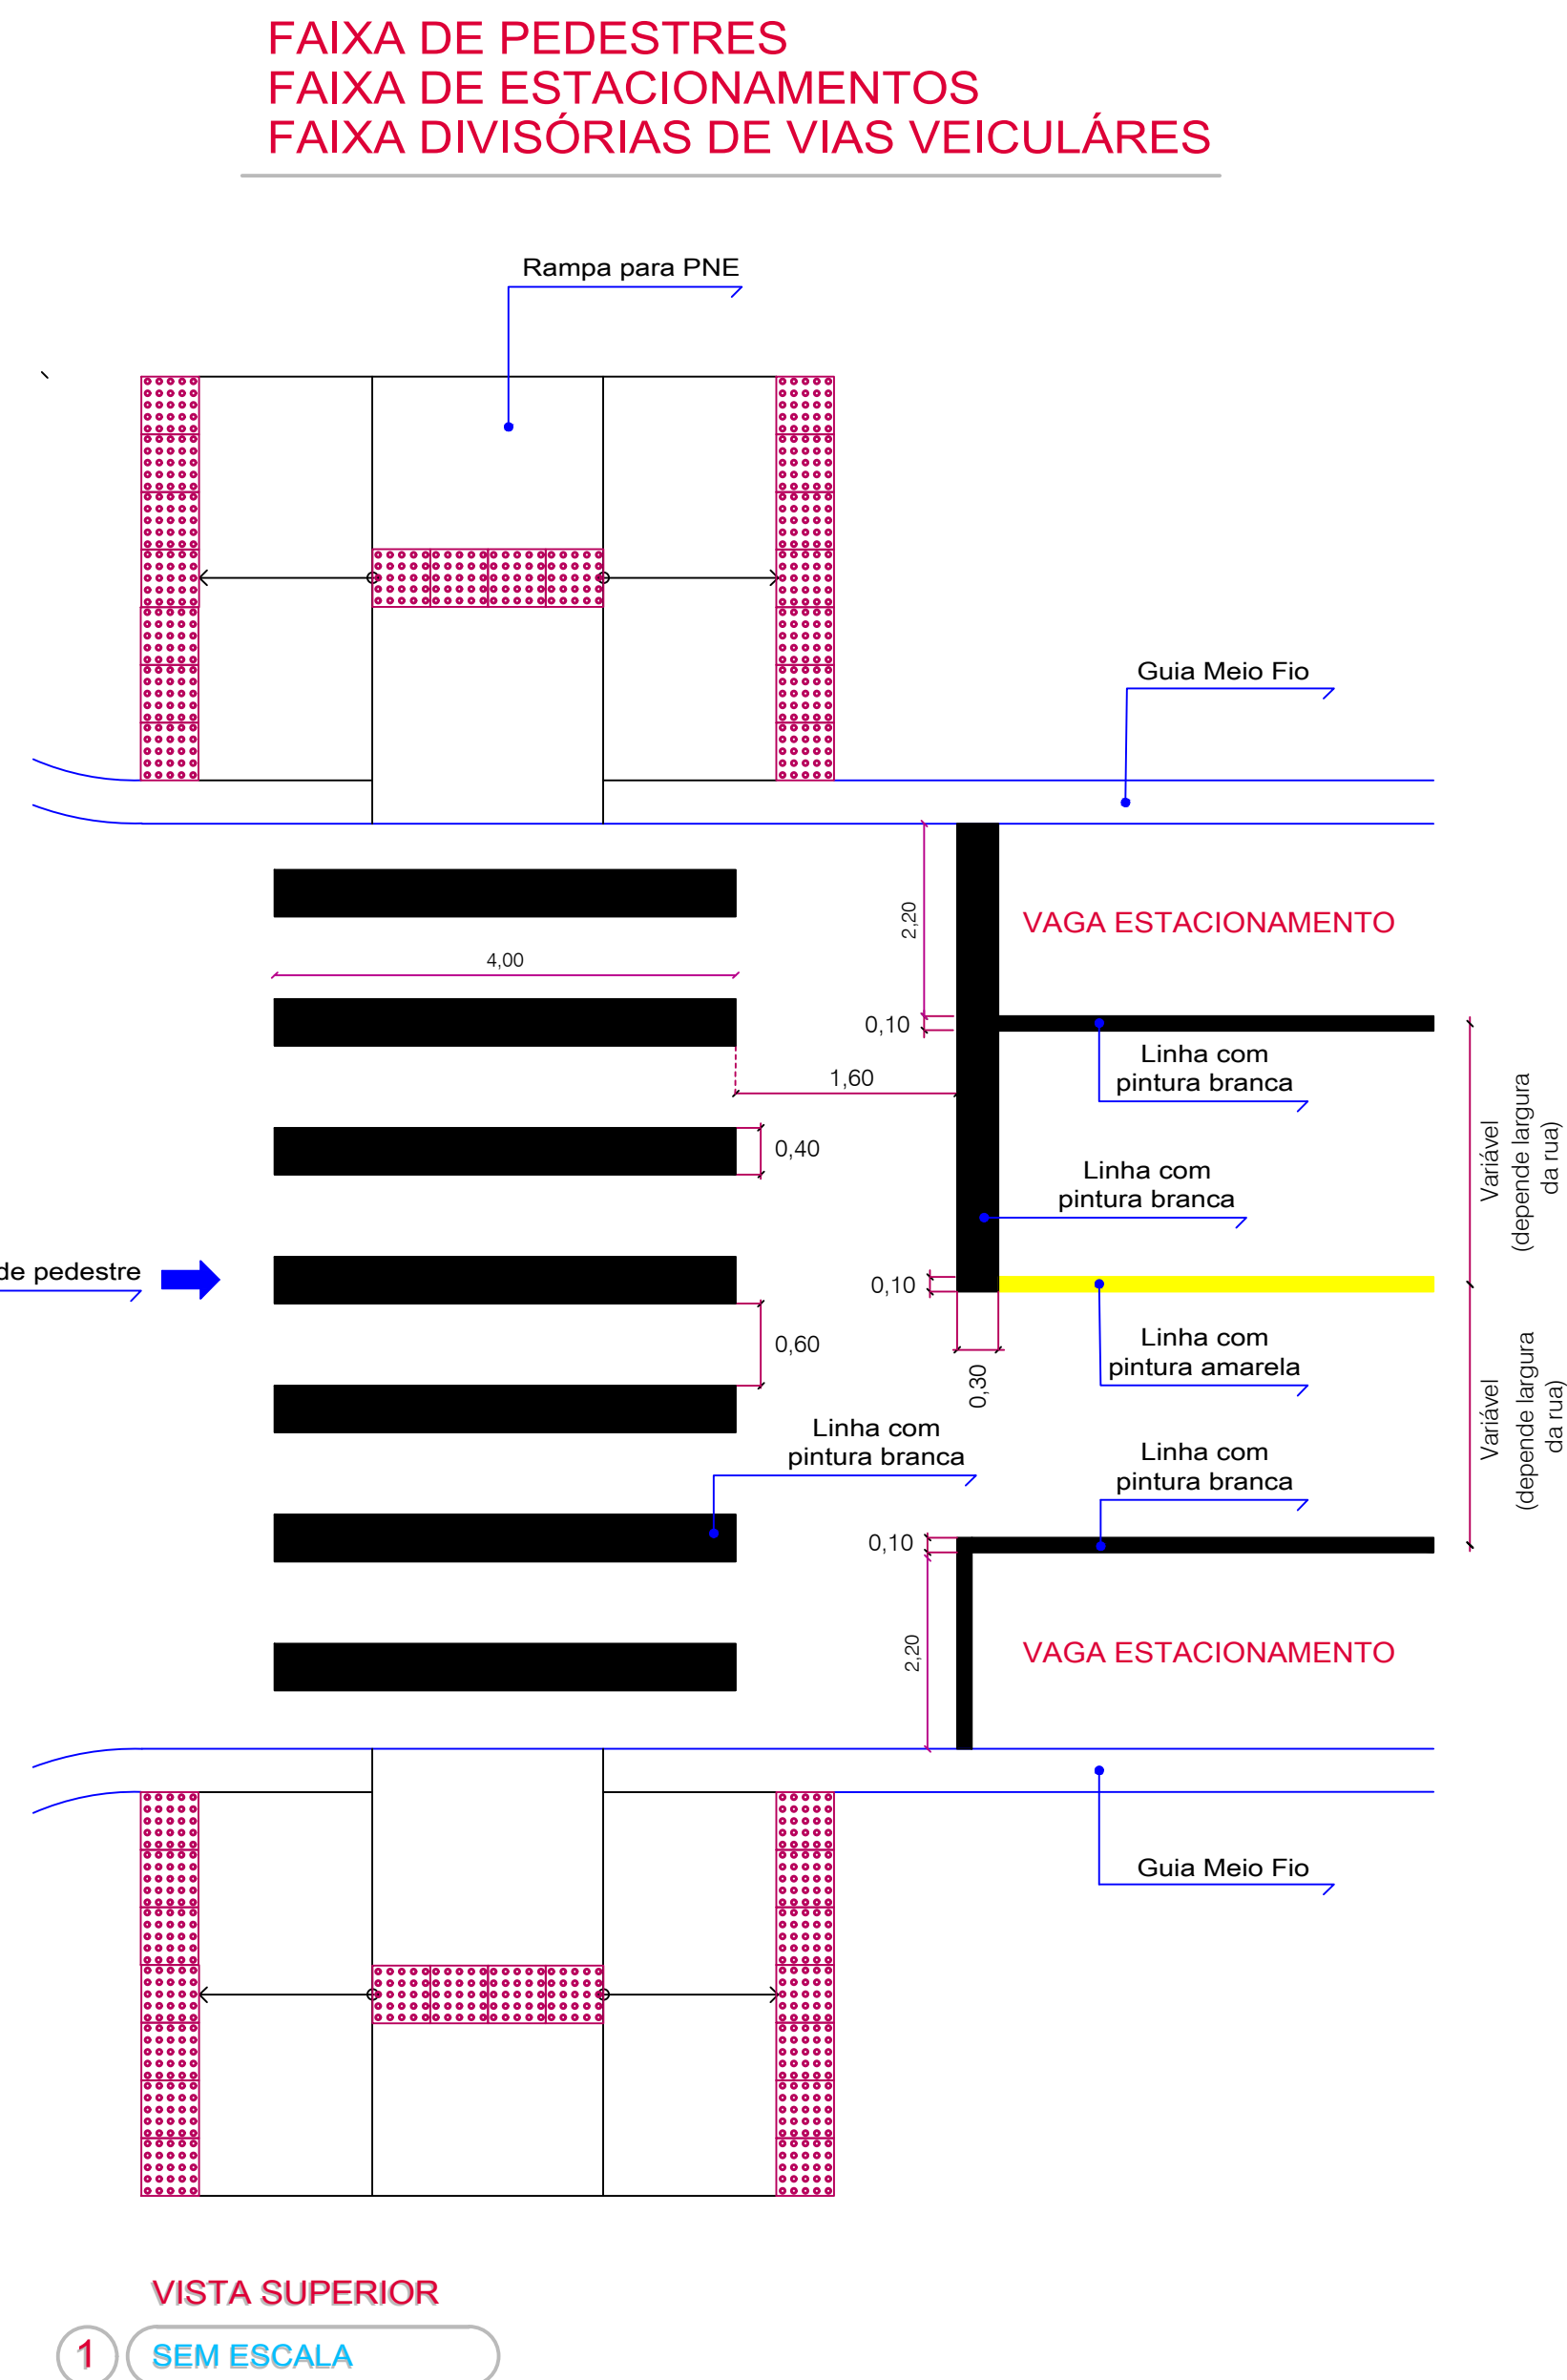 FAIXA DE PEDESTRES
FAIXA DE ESTACIONAMENTOS
FAIXA DIVISÓRIAS DE VIAS VEICULÁRES
Rampa para PNE
Guia Meio Fio
2,20
VAGA ESTACIONAMENTO
4,00
0,10
Linha com
pintura branca
1,60
Variável
(depende largura
da rua)
0,40
Linha com
pintura branca
de pedestre
0,10
0,60
Linha com
pintura amarela
0,30
Variável
(depende largura
da rua)
Linha com
pintura branca
Linha com
pintura branca
0,10
2,20
VAGA ESTACIONAMENTO
Guia Meio Fio
VISTA SUPERIOR
1
SEM ESCALA